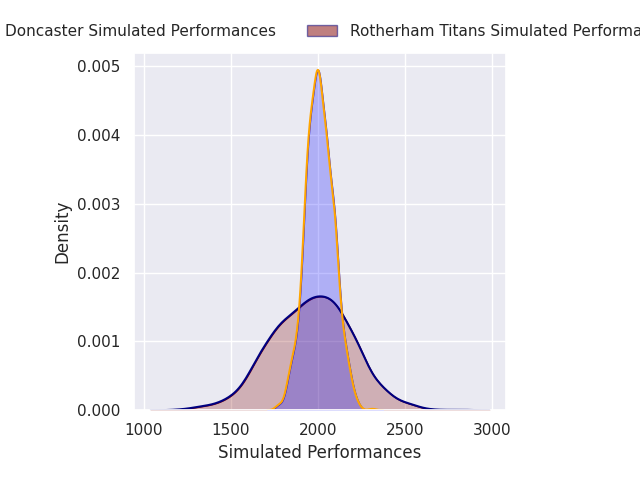 Doncaster Simulated Performances
Rotherham Titans Simulated
0.005
0.004
0.003
0.002
0.001
0.000
Density
1000 1500 2000 2500 3000
Simulated Performances